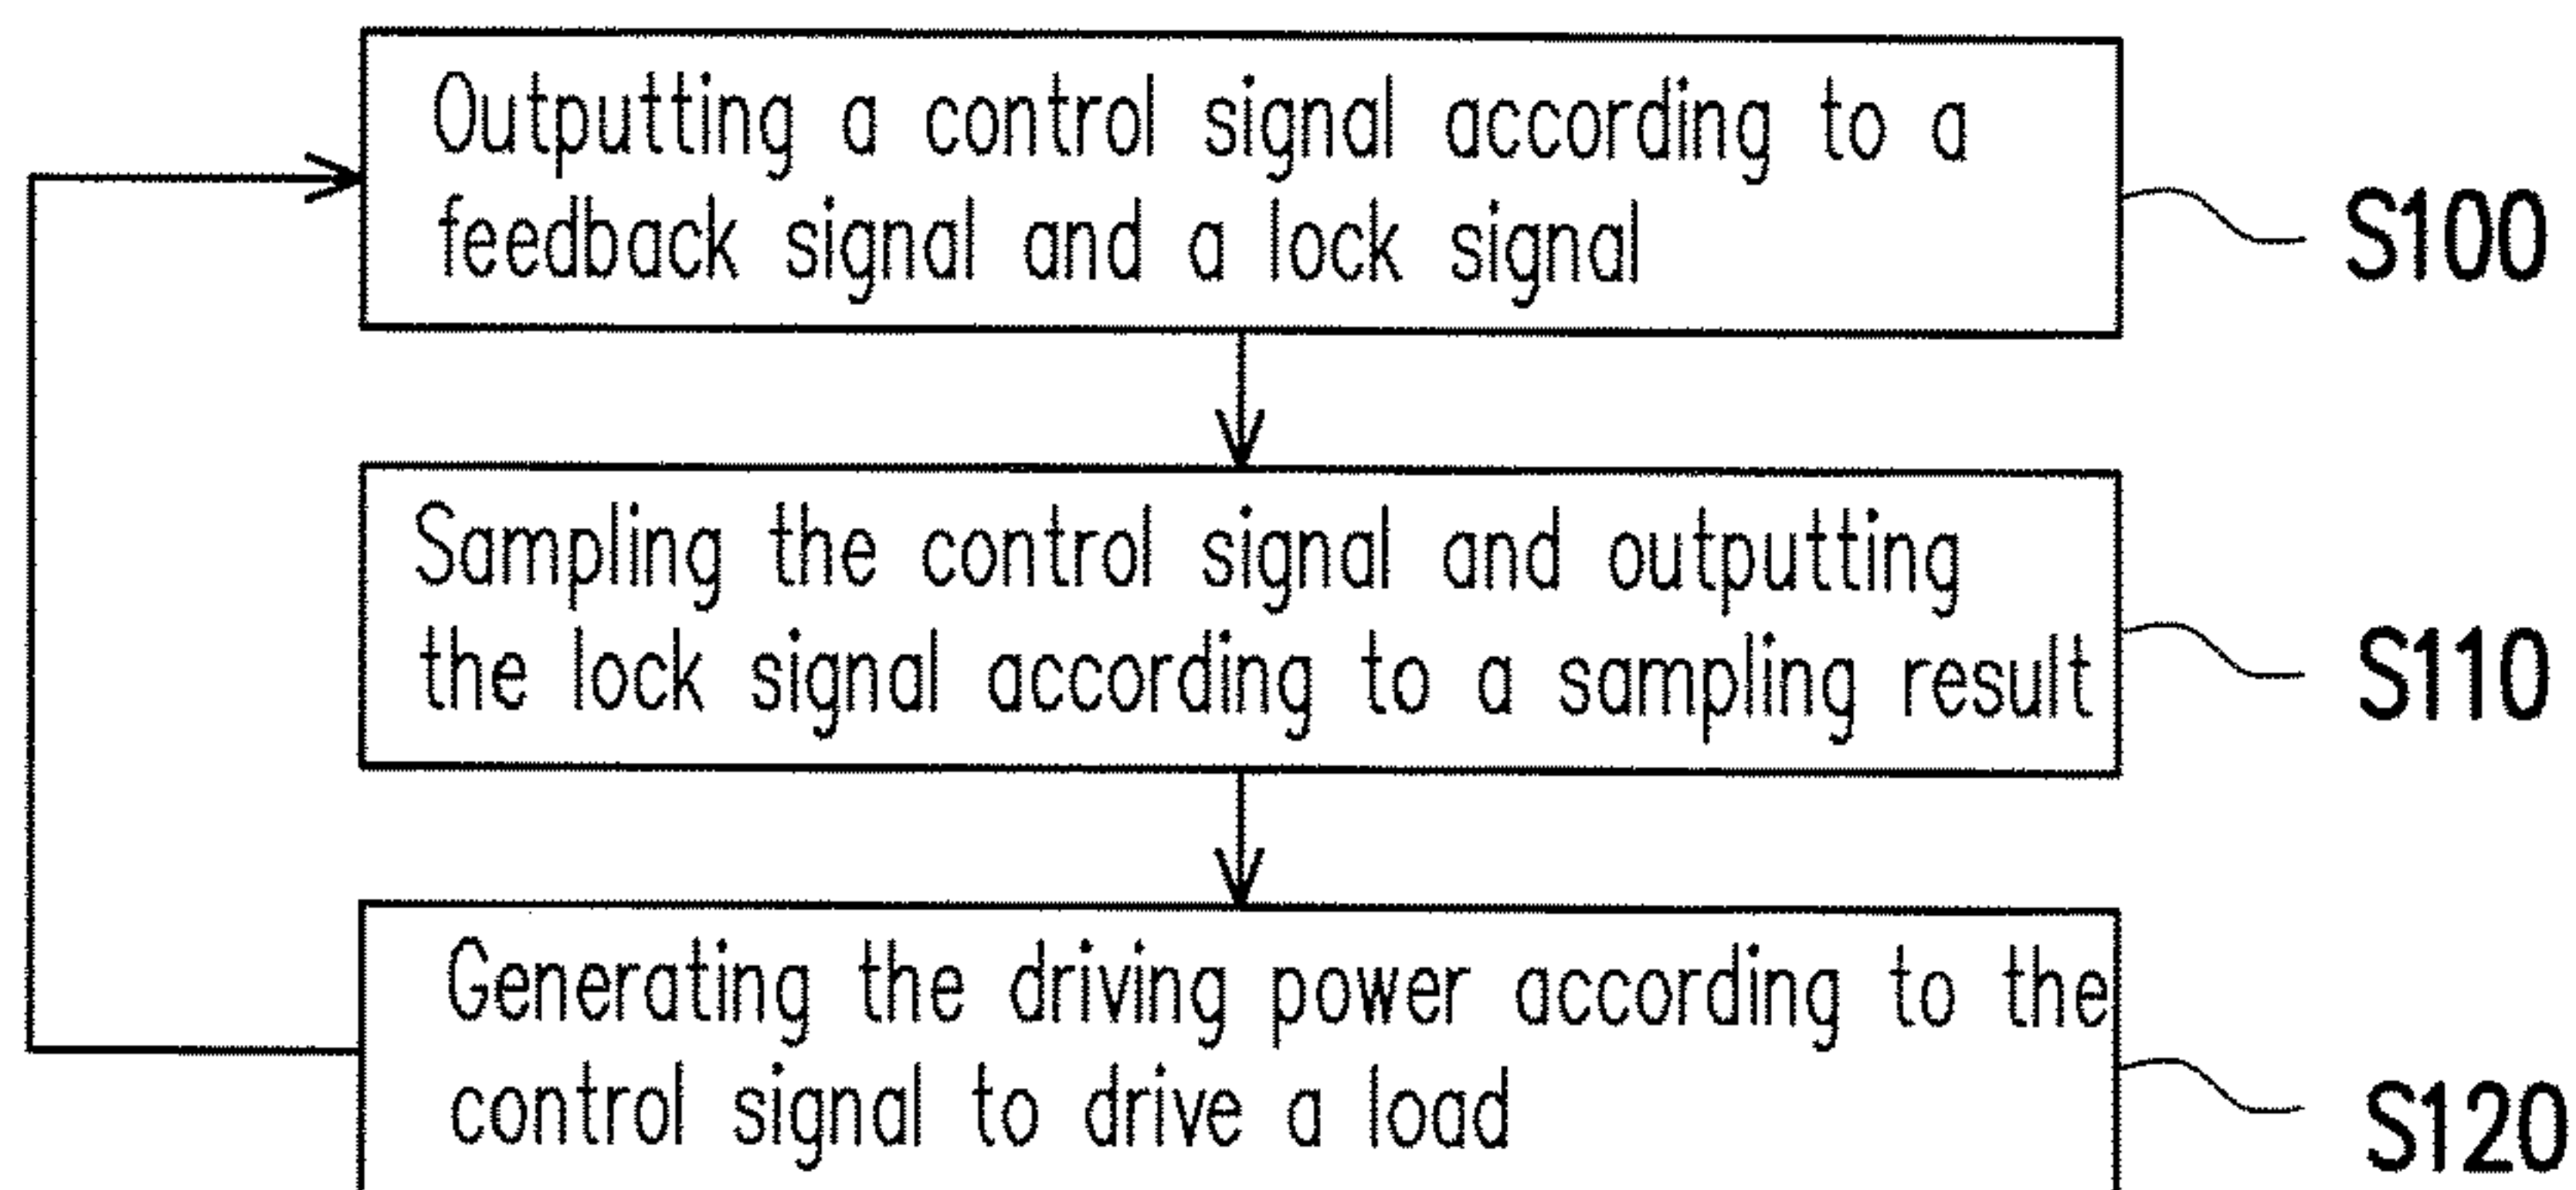 Outputting a control signal according to a
feedback signal and a lock signal
S100
Sampling the control signal and outputting
the lock signal according to a sampling result
S110
Generating the driving power according to the
control signal to drive a load
S120